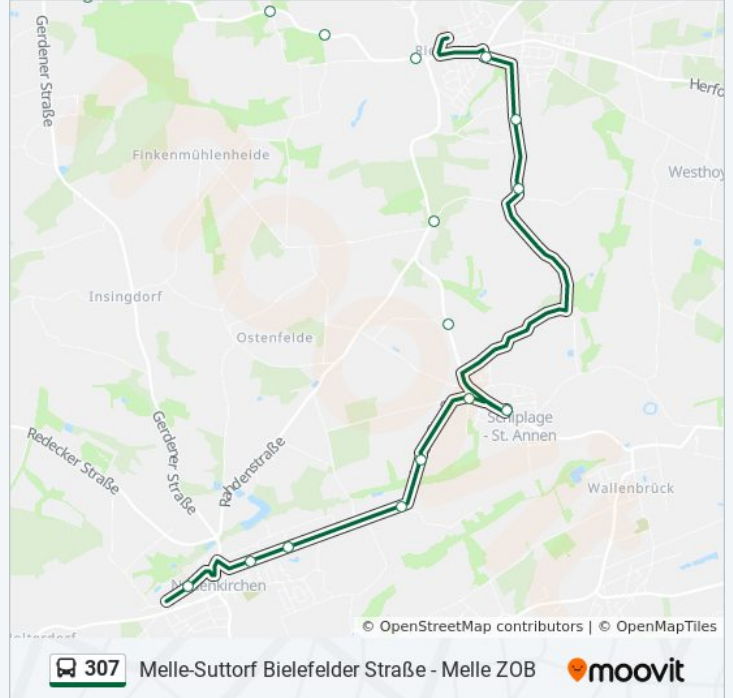 Gerdener Straße
Herfo
Finkenmühlenheide
Westhoy
Insingdorf
Ostenfelde
Schiplage
- St. Annen
Redecker Straße
Gerdener Straße
Rahdenstraße
Wallenbrück
© OpenStreetMap contributors | © OpenMapTiles
307 Melle-Suttorf Bielefelder Straße - Melle ZOB moovit